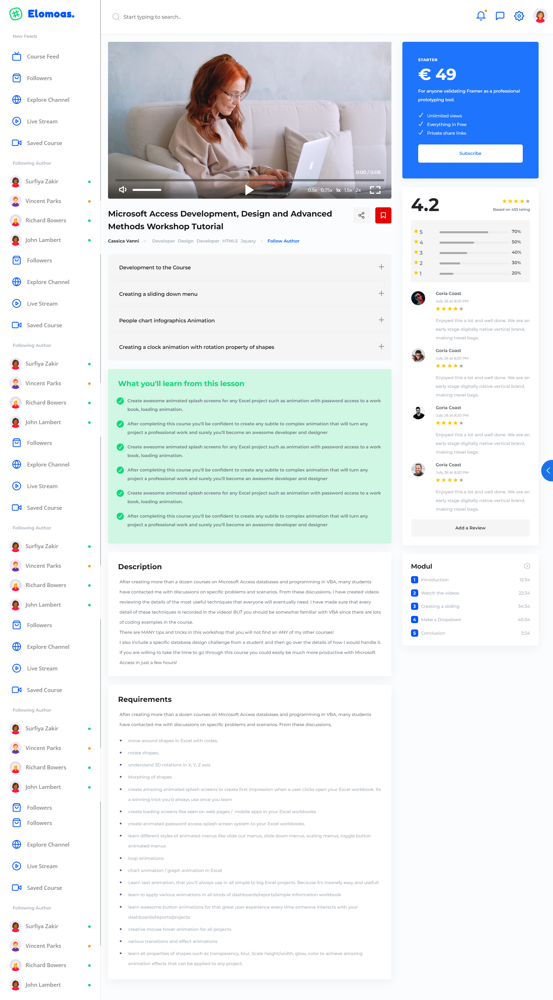 Elomoas.
New Feeds
Course Feed
Followers
Explore Channel
Live Stream
Saved Course
Following Author
Surfiya Zakir
Vincent Parks
Richard Bowers
John Lambert
Followers
Explore Channel
Live Stream
Saved Course
Following Author
Surfiya Zakir
Vincent Parks
Richard Bowers
John Lambert
Followers
Explore Channel
Live Stream
Saved Course
Following Author
Surfiya Zakir
Vincent Parks
Richard Bowers
John Lambert
Followers
Explore Channel
Live Stream
Saved Course
Following Author
Surfiya Zakir
Vincent Parks
Richard Bowers
John Lambert
Followers
Followers
Explore Channel
Live Stream
Saved Course
Following Author
Surfiya Zakir
Vincent Parks
Richard Bowers
John Lambert
Start typing to search..
0:00 / 0:08
0.5x 0.75x 1x 1.5x 2x
Microsoft Access Development, Design and Advanced
Methods Workshop Tutorial
Cassica Vanni Developer Design Developer HTML5 Jquery Follow Author
Development to the Course
Creating a sliding down menu
People chart infographics Animation
Creating a clock animation with rotation property of shapes
What you'll learn from this lesson
Create awesome animated splash screens for any Excel project such as animation with password access to a work
book, loading animation.
After completing this course you'll be confident to create any subtle to complex animation that will turn any
project a professional work and surely you'll become an awesome developer and designer
Create awesome animated splash screens for any Excel project such as animation with password access to a work
book, loading animation.
After completing this course you'll be confident to create any subtle to complex animation that will turn any
project a professional work and surely you'll become an awesome developer and designer
Create awesome animated splash screens for any Excel project such as animation with password access to a work
book, loading animation.
After completing this course you'll be confident to create any subtle to complex animation that will turn any
project a professional work and surely you'll become an awesome developer and designer
Description
After creating more than a dozen courses on Microsoft Access databases and programming in VBA, many students
have contacted me with discussions on specific problems and scenarios. From these discussions, I have created videos
reviewing the details of the most useful techniques that everyone will eventually need. I have made sure that every
detail of these techniques is recorded in the videos! BUT you should be somewhat familiar with VBA since there are lots
of coding examples in the course.
There are MANY tips and tricks in this workshop that you will not find an ANY of my other courses!
I also include a specific database design challenge from a student and then go over the details of how I would handle it.
If you are willing to take the time to go through this course you could easily be much more productive with Microsoft
Access in just a few hours!
Requirements
After creating more than a dozen courses on Microsoft Access databases and programming in VBA, many students
have contacted me with discussions on specific problems and scenarios. From these discussions,
move around shapes in Excel with codes,
rotate shapes,
understand 3D rotations in X, Y, Z axis
Morphing of shapes
create amazing animated splash screens to create first impression when a user clicks open your Excel workbook. Its
a winning trick you'd always use once you learn
create loading screens like seen on web pages / mobile apps in your Excel workbooks
create animated password access splash screen system to your Excel workbooks.
learn different styles of animated menus like slide out menus, slide down menus, scaling menus, toggle button
animated menus
loop animations
chart animation / graph animation in Excel
Learn text animation, that you'll always use in all simple to big Excel projects. Because it's insanely easy and useful!
learn to apply various animations in all kinds of dashboards/reports/simple information workbook
learn awesome button animations for that great user experience every time someone interacts with your
dashboards/reports/projects
creative mouse hover animation for all projects
various transitions and effect animations
learn all properties of shapes such as transparency, blur, Scale height/width, glow, color to achieve amazing
animation effects that can be applied to any project.
STARTER
€ 49
For anyone validating Framer as a professional
prototyping tool.
Unlimited views
Everything in Free
Private share links
Subscribe
4.2
Based on 433 rating
5 70%
4 50%
3 40%
2 30%
1 20%
Goria Coast
July 26 at 8:20 PM
Enjoyed this a lot and well done. We are an
early stage digitally native vertical brand,
making travel bags.
Goria Coast
July 26 at 8:20 PM
Enjoyed this a lot and well done. We are an
early stage digitally native vertical brand,
making travel bags.
Goria Coast
July 26 at 8:20 PM
Enjoyed this a lot and well done. We are an
early stage digitally native vertical brand,
making travel bags.
Goria Coast
July 26 at 8:20 PM
Enjoyed this a lot and well done. We are an
early stage digitally native vertical brand,
making travel bags.
Add a Review
Modul
1 Introduction 12:34
2 Watch the videos 22:34
3 Creating a sliding 34:34
4 Make a Dropdown 40:34
5 Conclusion 2:34